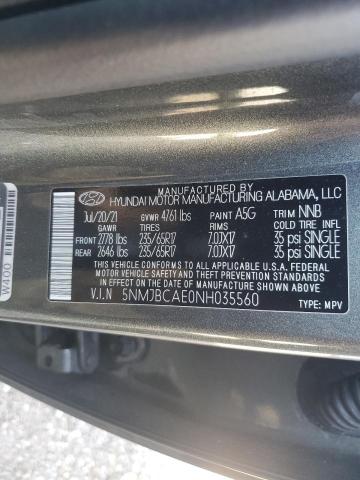 MANUFACTURED BY
HYUNDAI MOTOR MANUFACTURING ALABAMA, LLC
Jul/20/21 GVWR 4761 lbs PAINT A5G TRIM NNB
GAWR TIRES RIMS COLD TIRE INFL
FRONT 2778 lbs 235/65R17 7.0JX17 35 psi SINGLE
REAR 2646 lbs 235/65R17 7.0JX17 35 psi SINGLE
THIS VEHICLE CONFORMS TO ALL APPLICABLE U.S.A. FEDERAL
MOTOR VEHICLE SAFETY AND THEFT PREVENTION STANDARDS
IN EFFECT ON THE DATE OF MANUFACTURE SHOWN ABOVE.
V.I.N 5NMJBCAE0NH035560 TYPE: MPV
W400